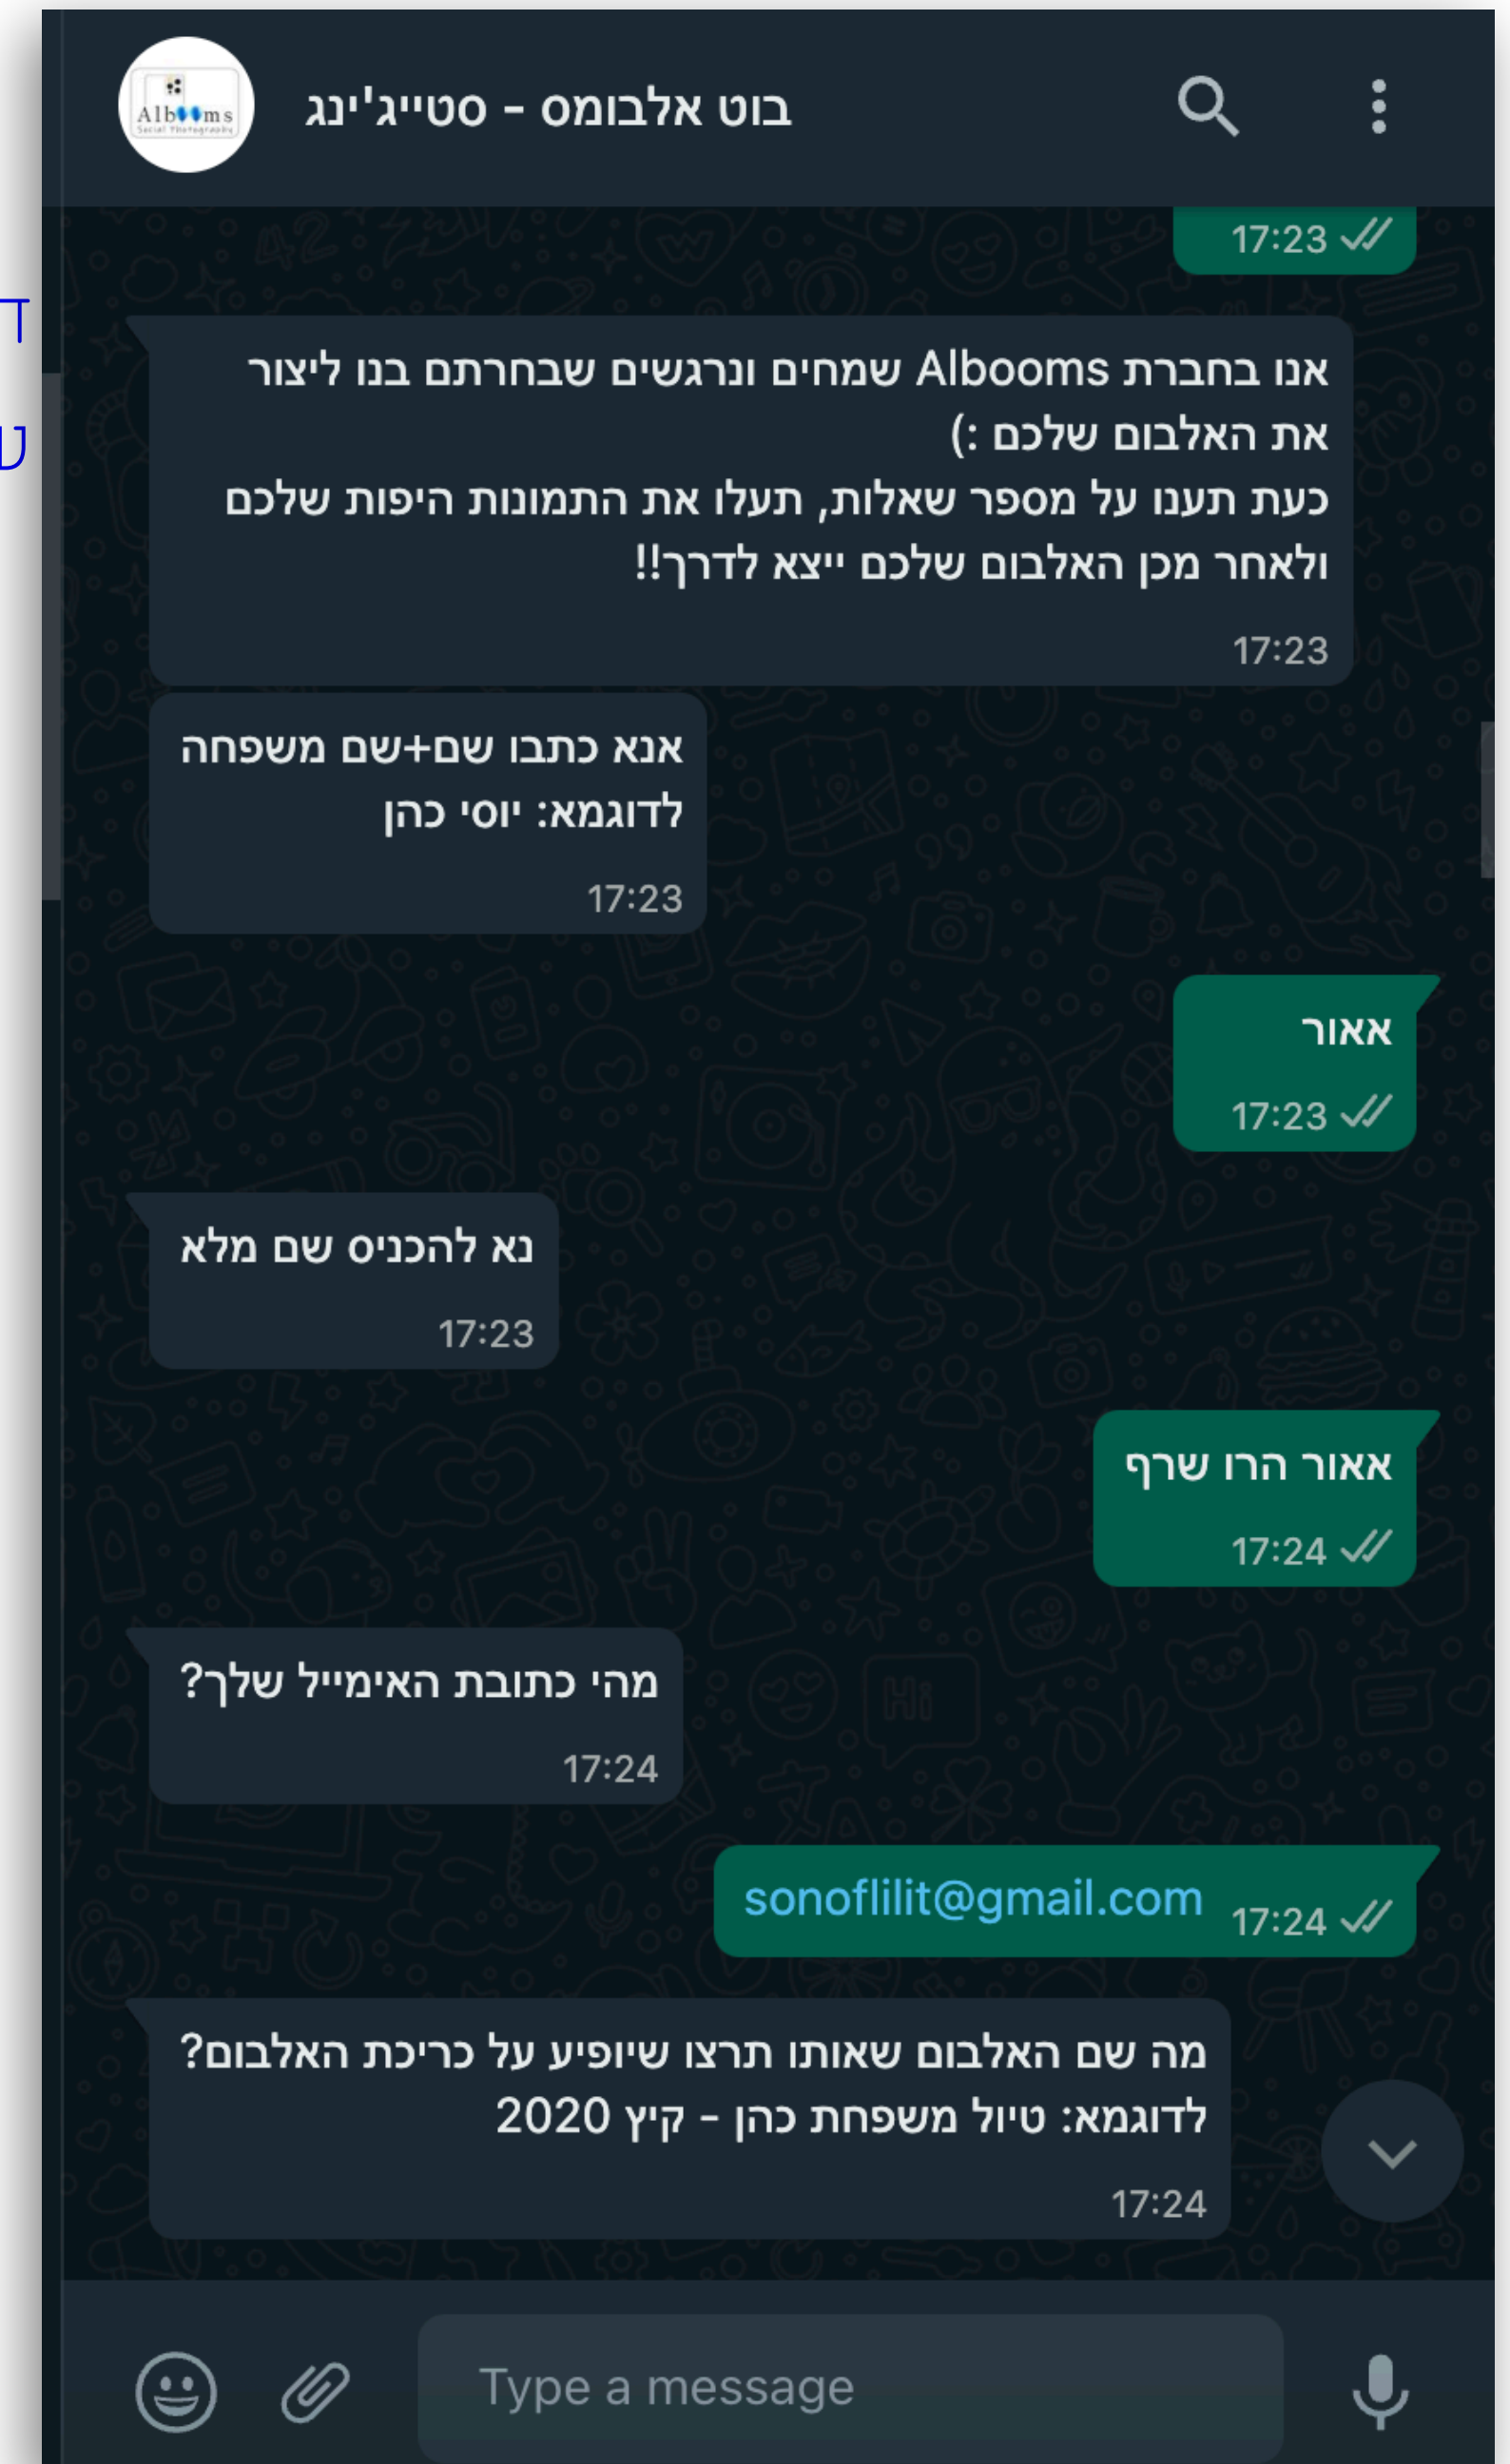 Albooms
Social Photography
בוט אלבומס - סטייג'ינג
17:23
אנו בחברת Albooms שמחים ונרגשים שבחרתם בנו ליצור
את האלבום שלכם :)
כעת תענו על מספר שאלות, תעלו את התמונות היפות שלכם
ולאחר מכן האלבום שלכם ייצא לדרך!!
17:23
אנא כתבו שם+שם משפחה
לדוגמא: יוסי כהן
17:23
אאור
17:23
נא להכניס שם מלא
17:23
אאור הרו שרף
17:24
מהי כתובת האימייל שלך?
17:24
sonoflilit@gmail.com 17:24
מה שם האלבום שאותו תרצו שיופיע על כריכת האלבום?
לדוגמא: טיול משפחת כהן - קיץ 2020
17:24
Type a message